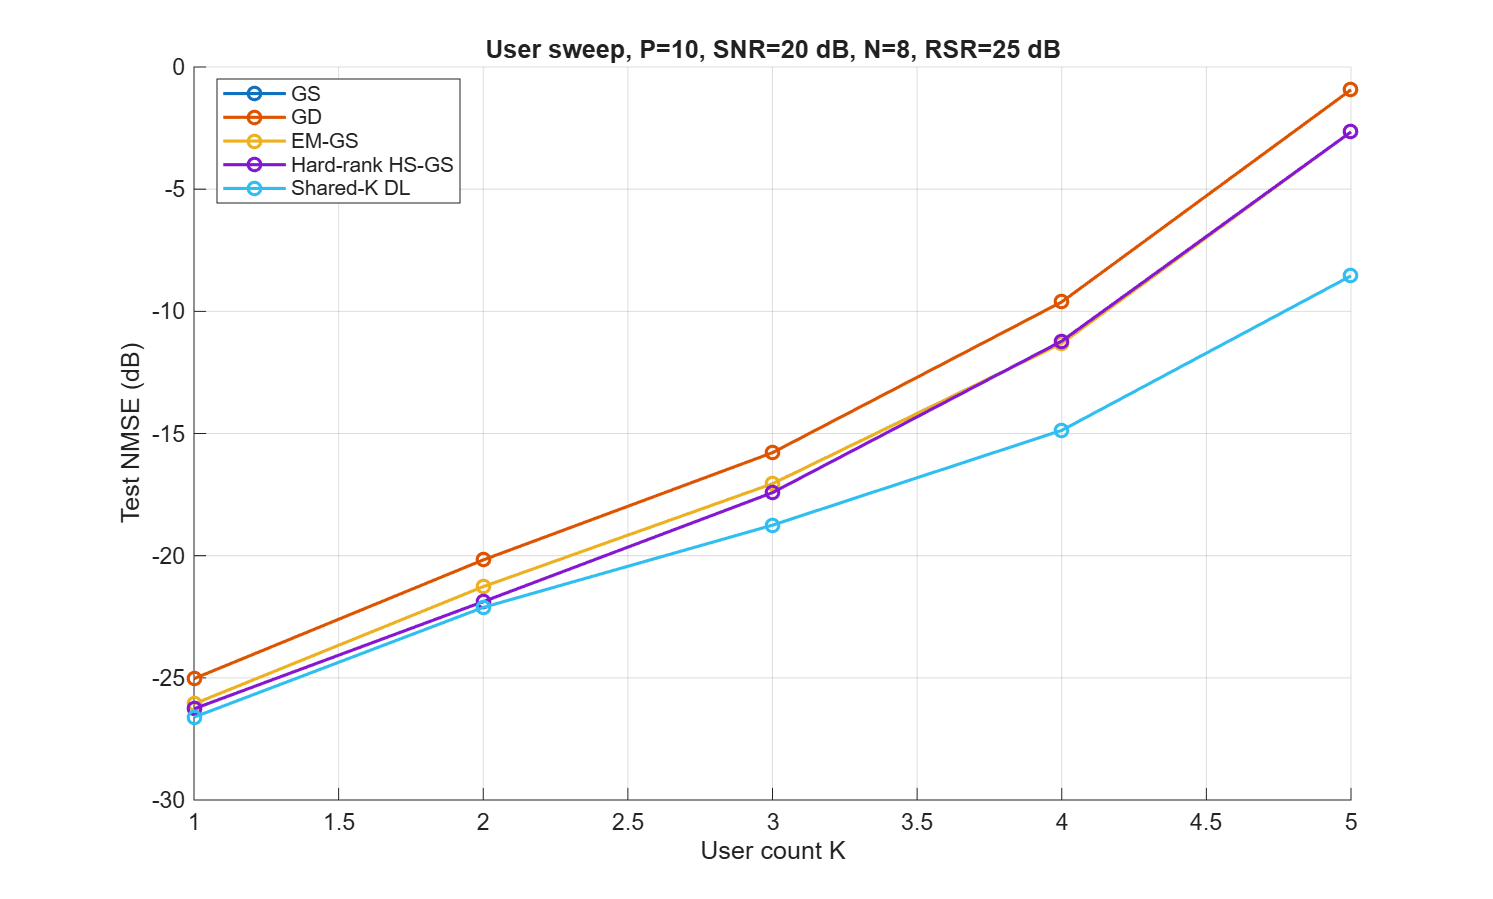 User sweep, P=10, SNR=20 dB, N=8, RSR=25 dB
GS
GD
EM-GS
Hard-rank HS-GS
Shared-K DL
0
-5
-10
-15
-20
-25
-30
Test NMSE (dB)
1 1.5 2 2.5 3 3.5 4 4.5 5
User count K